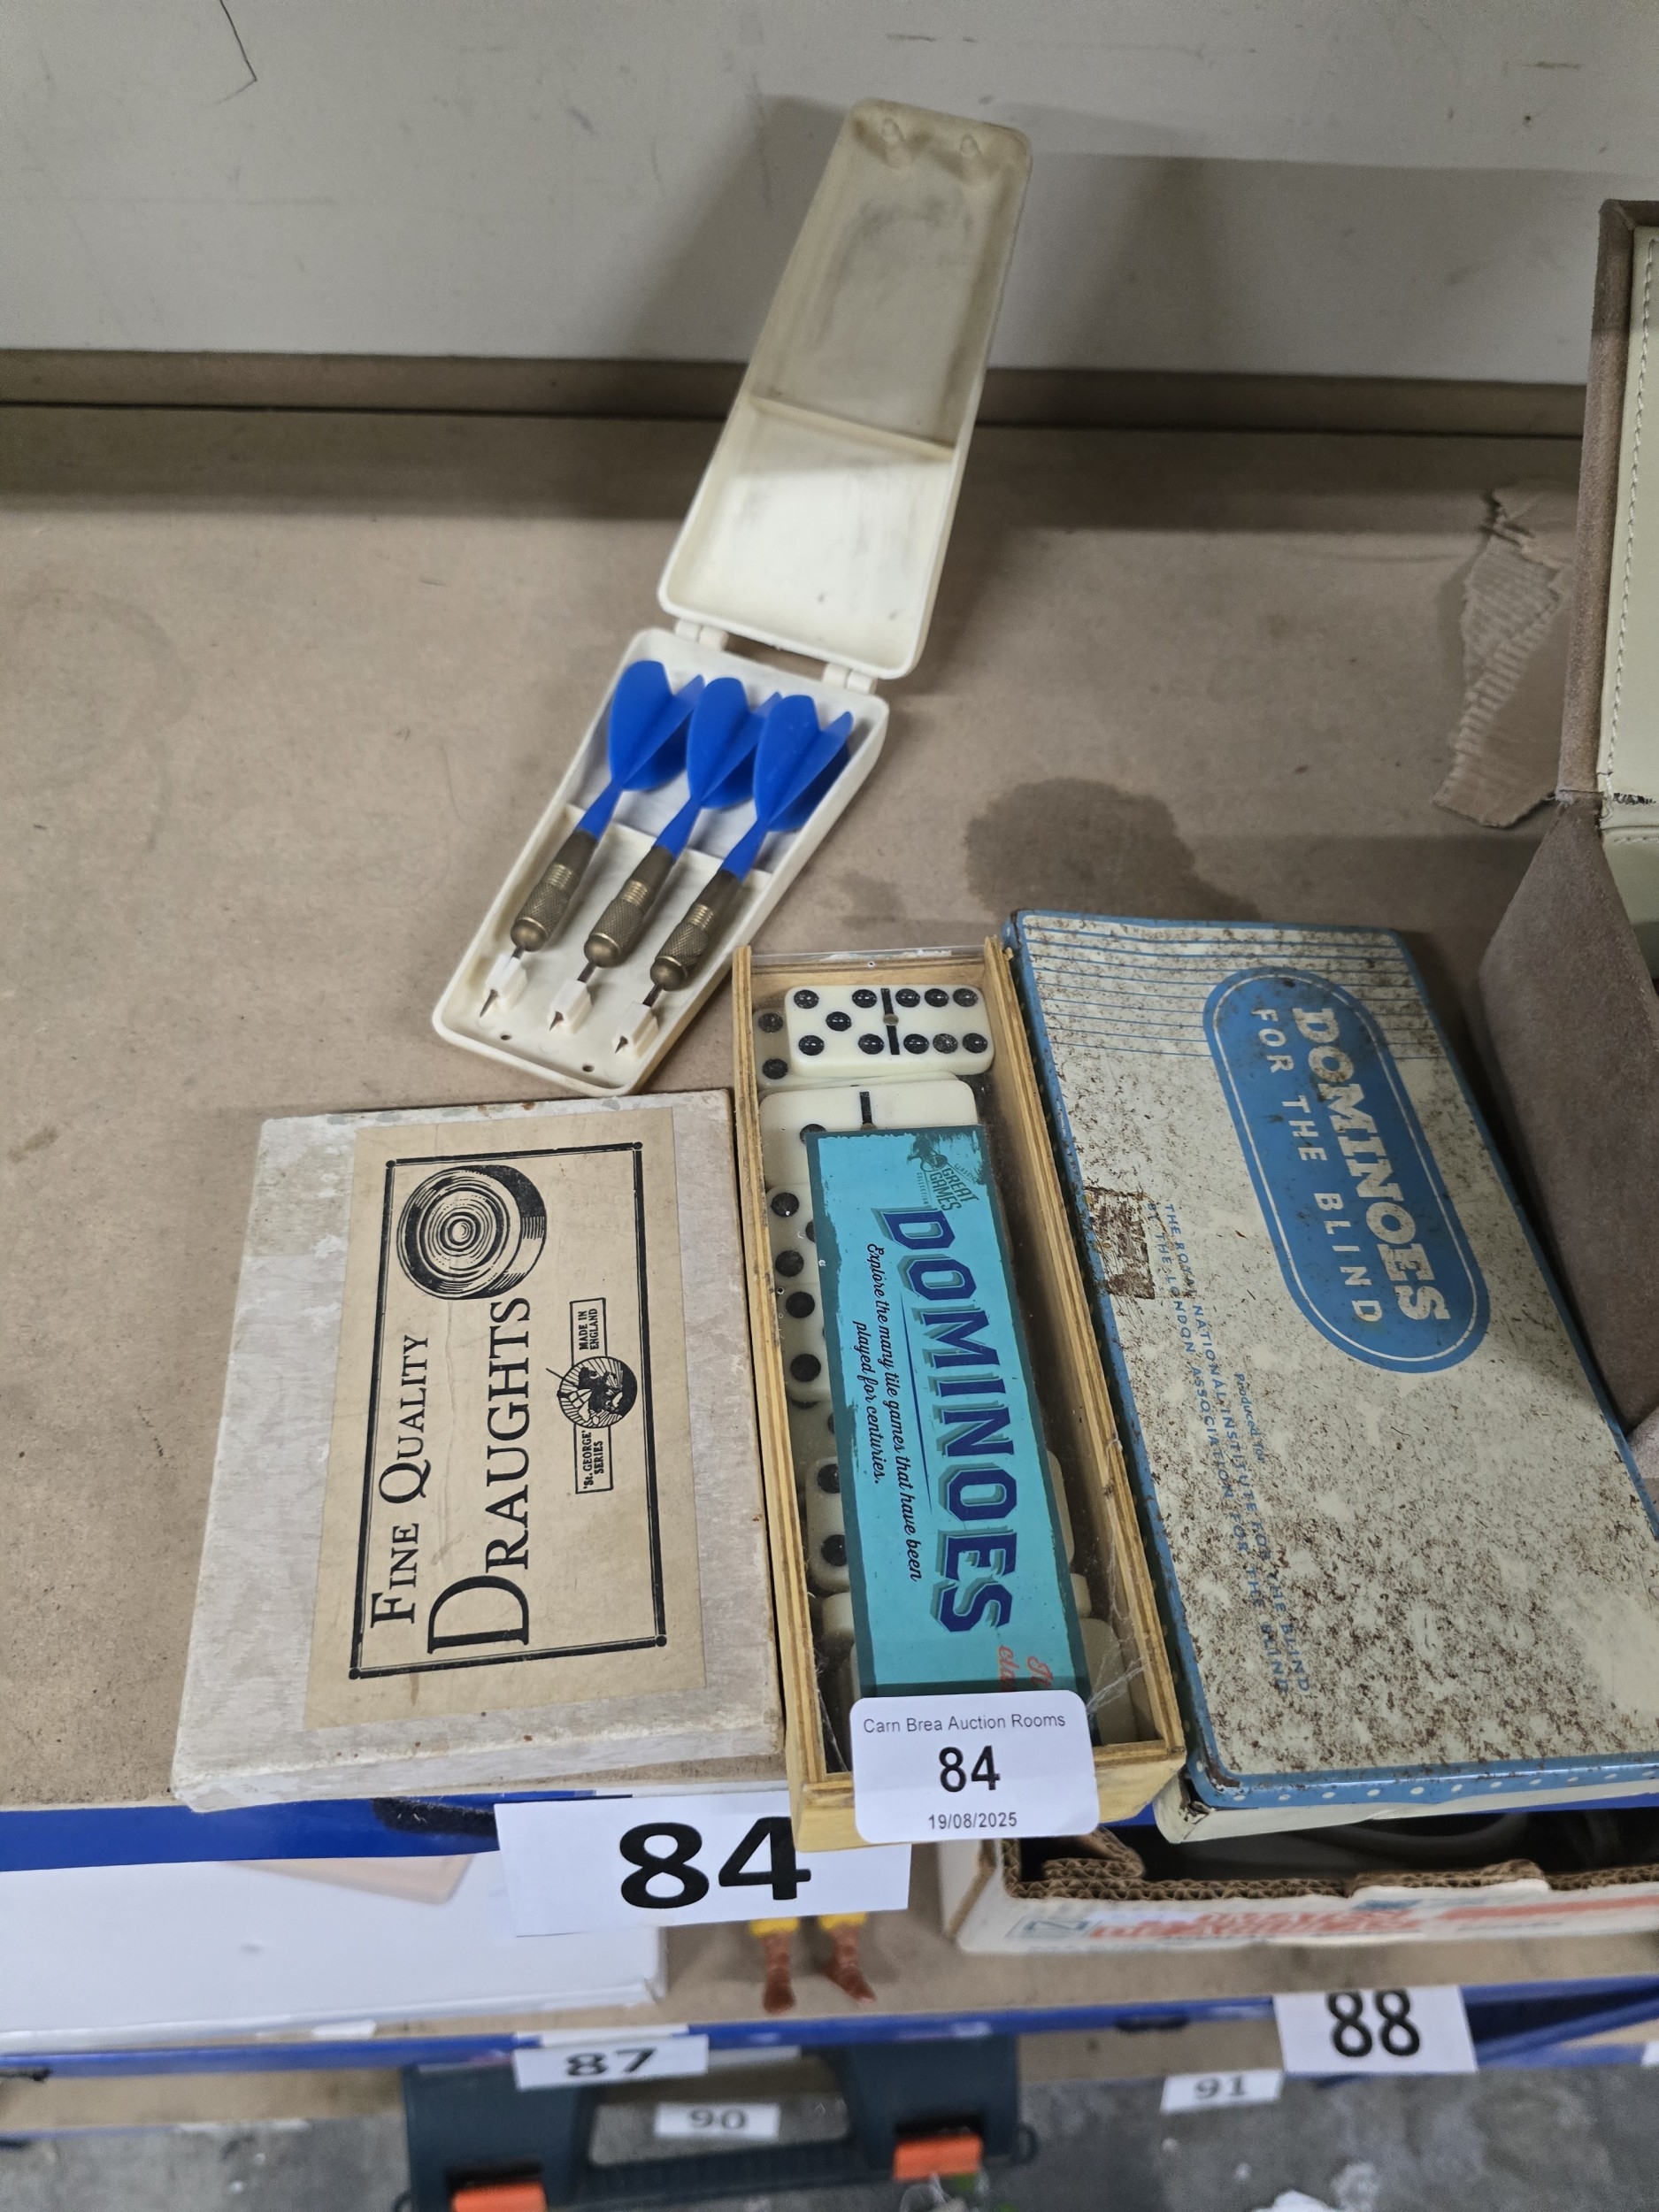 FINE QUALITY
DRAUGHTS
'St. GEORGE'
SERIES
MADE IN
ENGLAND
GREAT
GAMES
DOMINOES
Explore the many tile games that have been
played for centuries.
DOMINOES
FOR THE BLIND
Produced for
THE ROYAL NATIONAL INSTITUTE FOR THE BLIND
BY THE LONDON ASSOCIATION FOR THE BLIND
Carn Brea Auction Rooms
84
19/08/2025
84
87
88
90
91